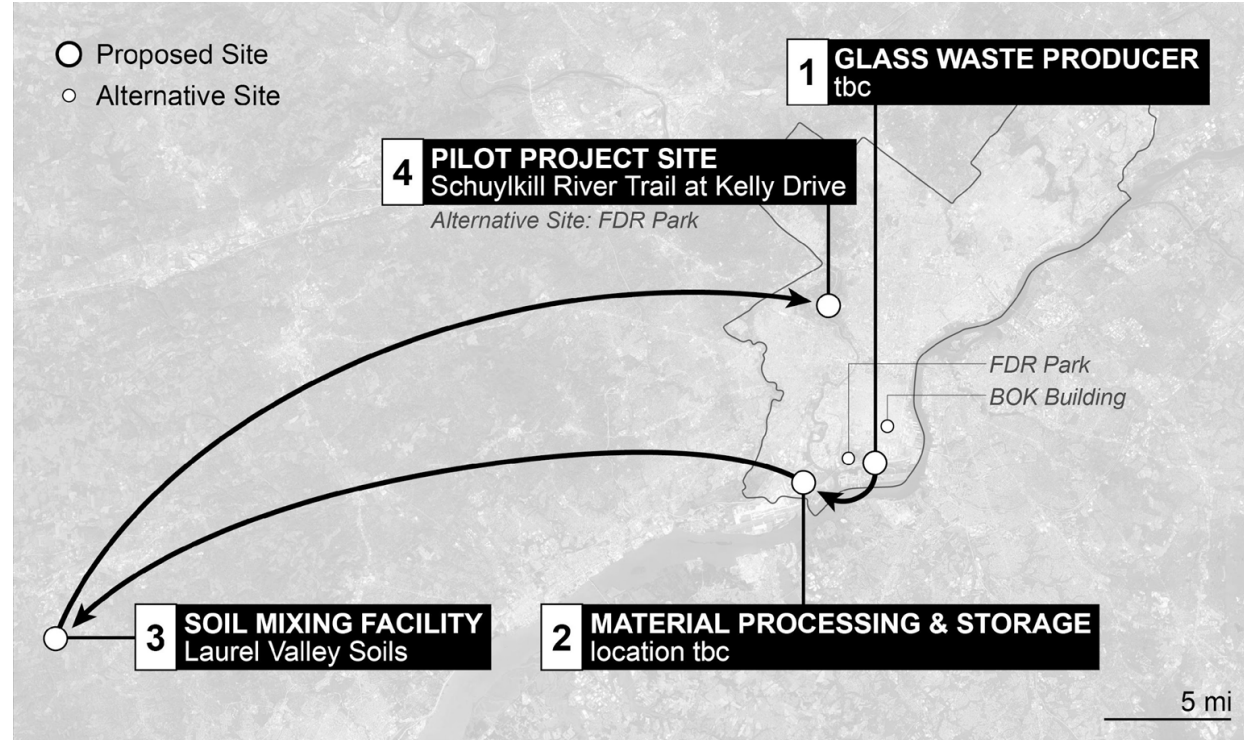 Proposed Site
Alternative Site
1
GLASS WASTE PRODUCER
tbc
4
PILOT PROJECT SITE
Schuylkill River Trail at Kelly Drive
Alternative Site: FDR Park
FDR Park
BOK Building
3
SOIL MIXING FACILITY
Laurel Valley Soils
2
MATERIAL PROCESSING & STORAGE
location tbc
5 mi